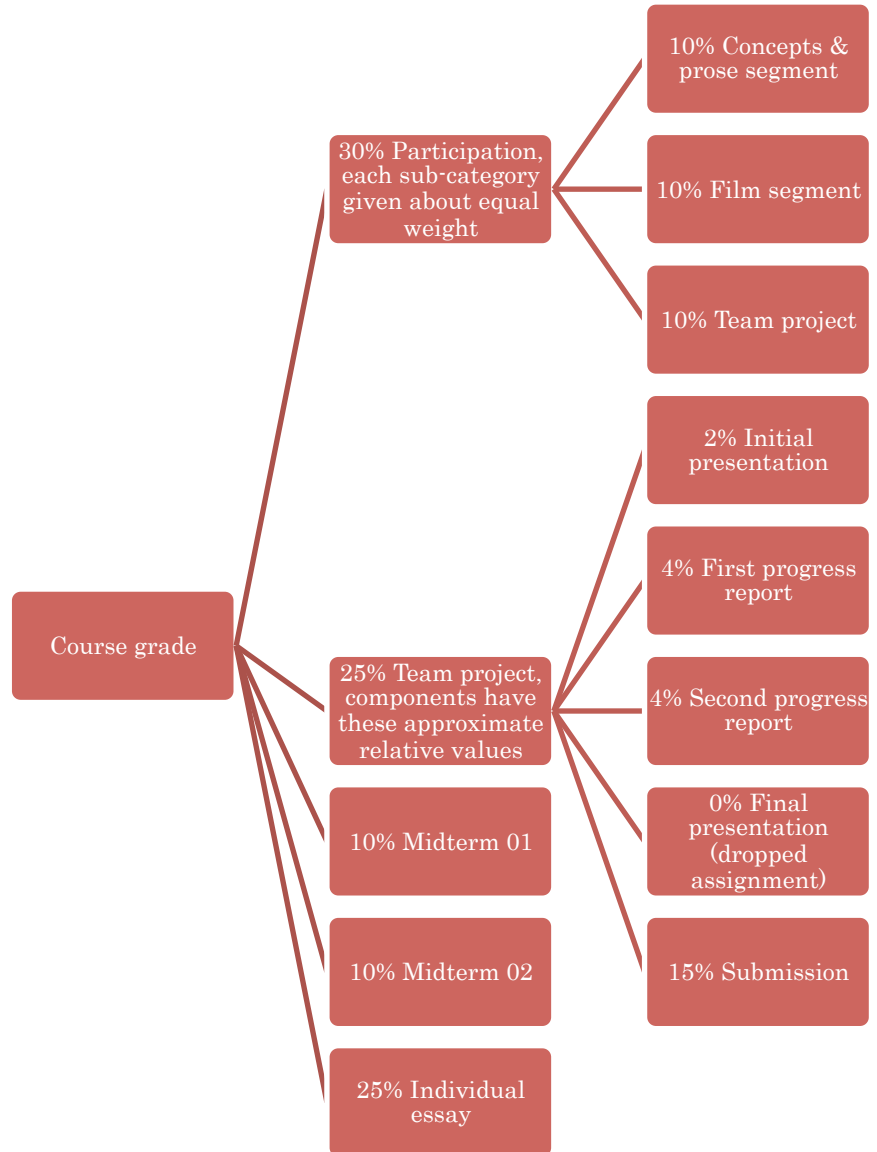 Course grade
30% Participation,
each sub-category
given about equal
weight
10% Concepts &
prose segment
10% Film segment
10% Team project
25% Team project,
components have
these approximate
relative values
2% Initial
presentation
4% First progress
report
4% Second progress
report
0% Final
presentation
(dropped
assignment)
15% Submission
10% Midterm 01
10% Midterm 02
25% Individual
essay